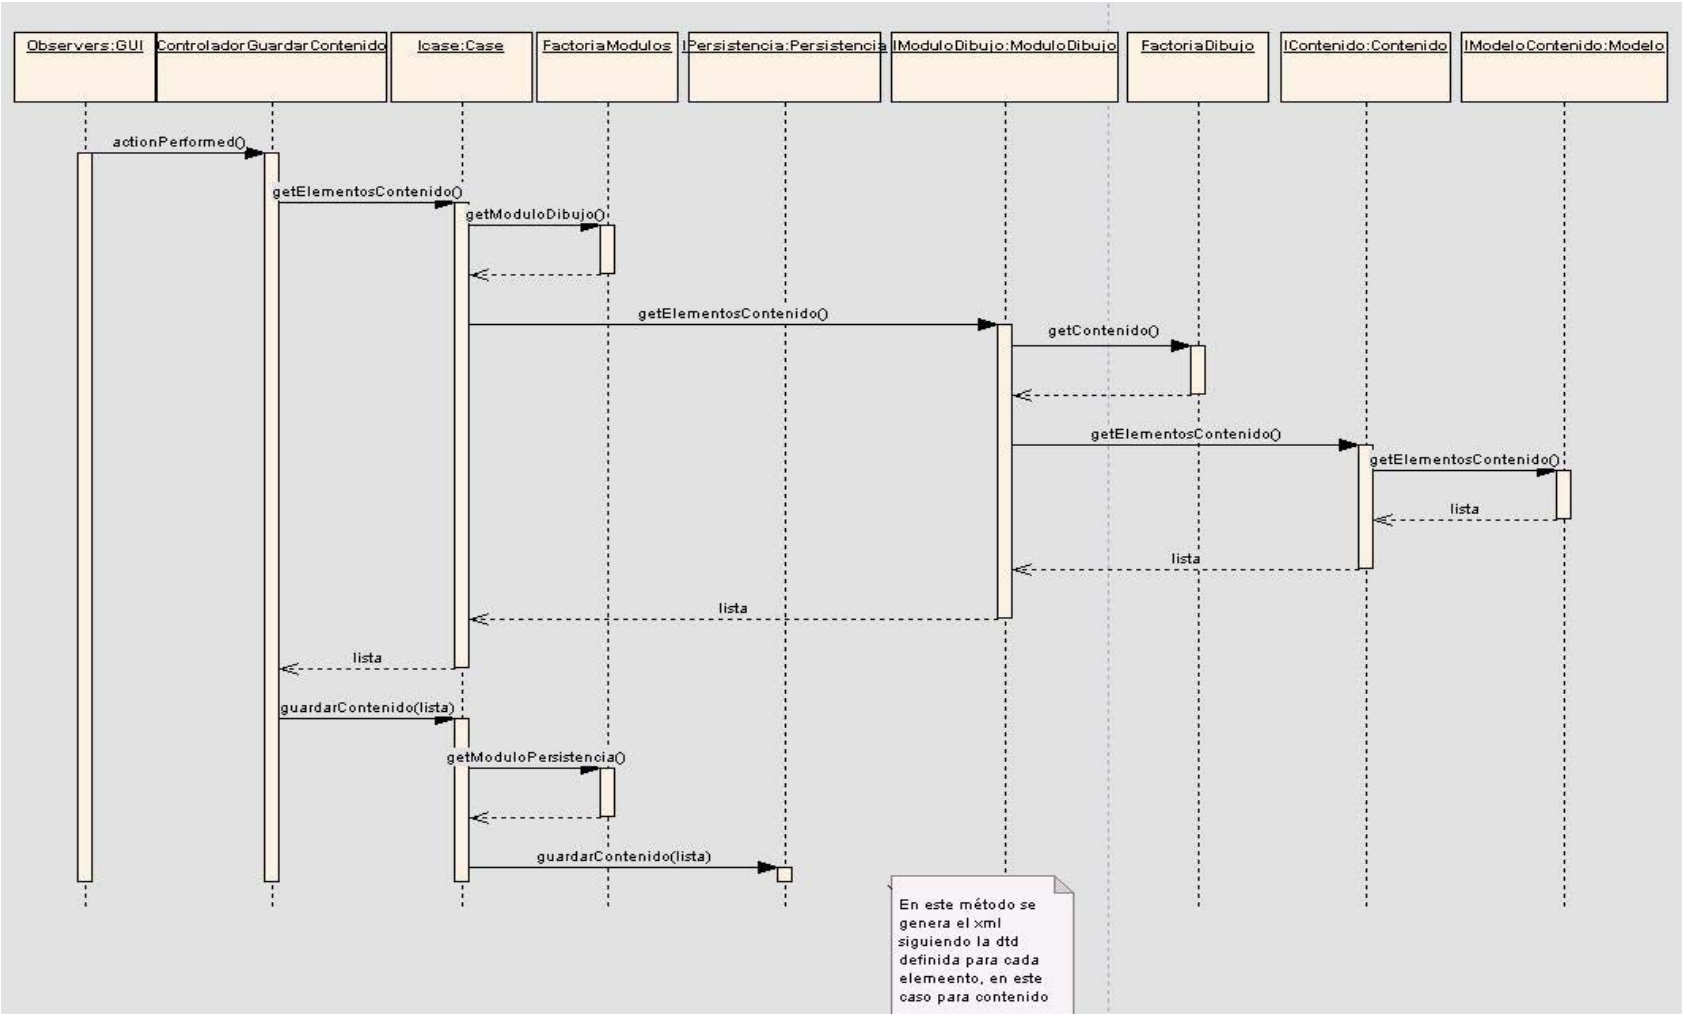 Observers:GUI
ControladorGuardarContenido
Icase:Case
FactoriaModulos
IPersistencia:Persistencia
IModuloDibujo:ModuloDibujo
FactoriaDibujo
IContenido:Contenido
IModeloContenido:Modelo
actionPerformed()
getElementosContenido()
getModuloDibujo()
getElementosContenido()
getContenido()
getElementosContenido()
getElementosContenido()
lista
lista
lista
lista
guardarContenido(lista)
getModuloPersistencia()
guardarContenido(lista)
En este método se
genera el xml
siguiendo la dtd
definida para cada
elemeento, en este
caso para contenido